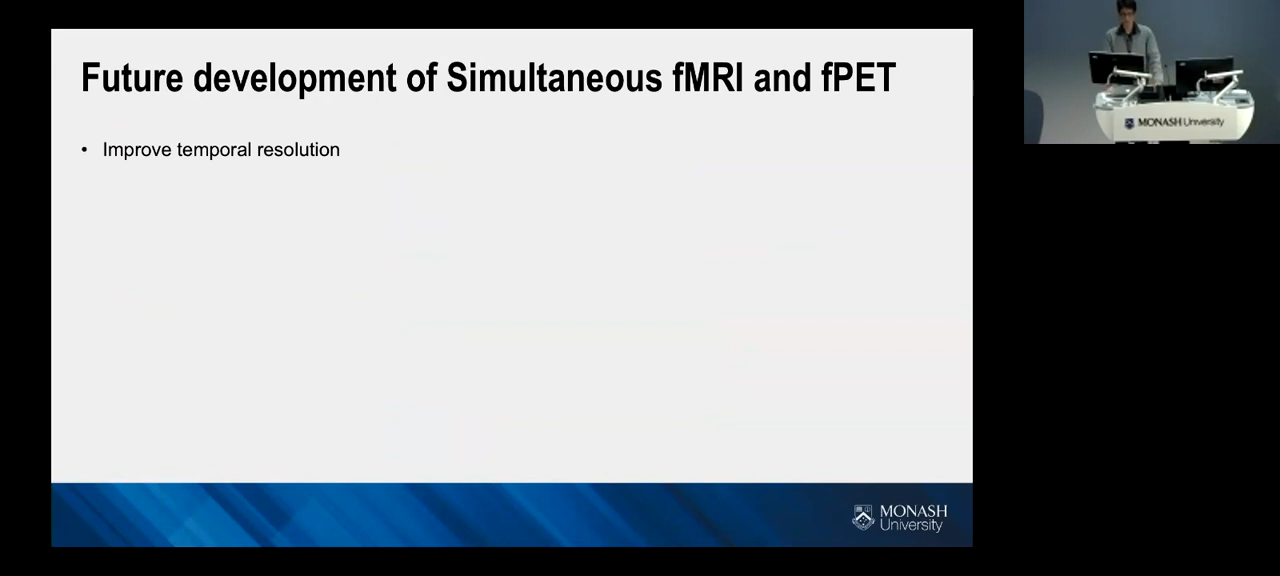 Future development of Simultaneous fMRI and fPET
• Improve temporal resolution
MONASH
University
MONASH University